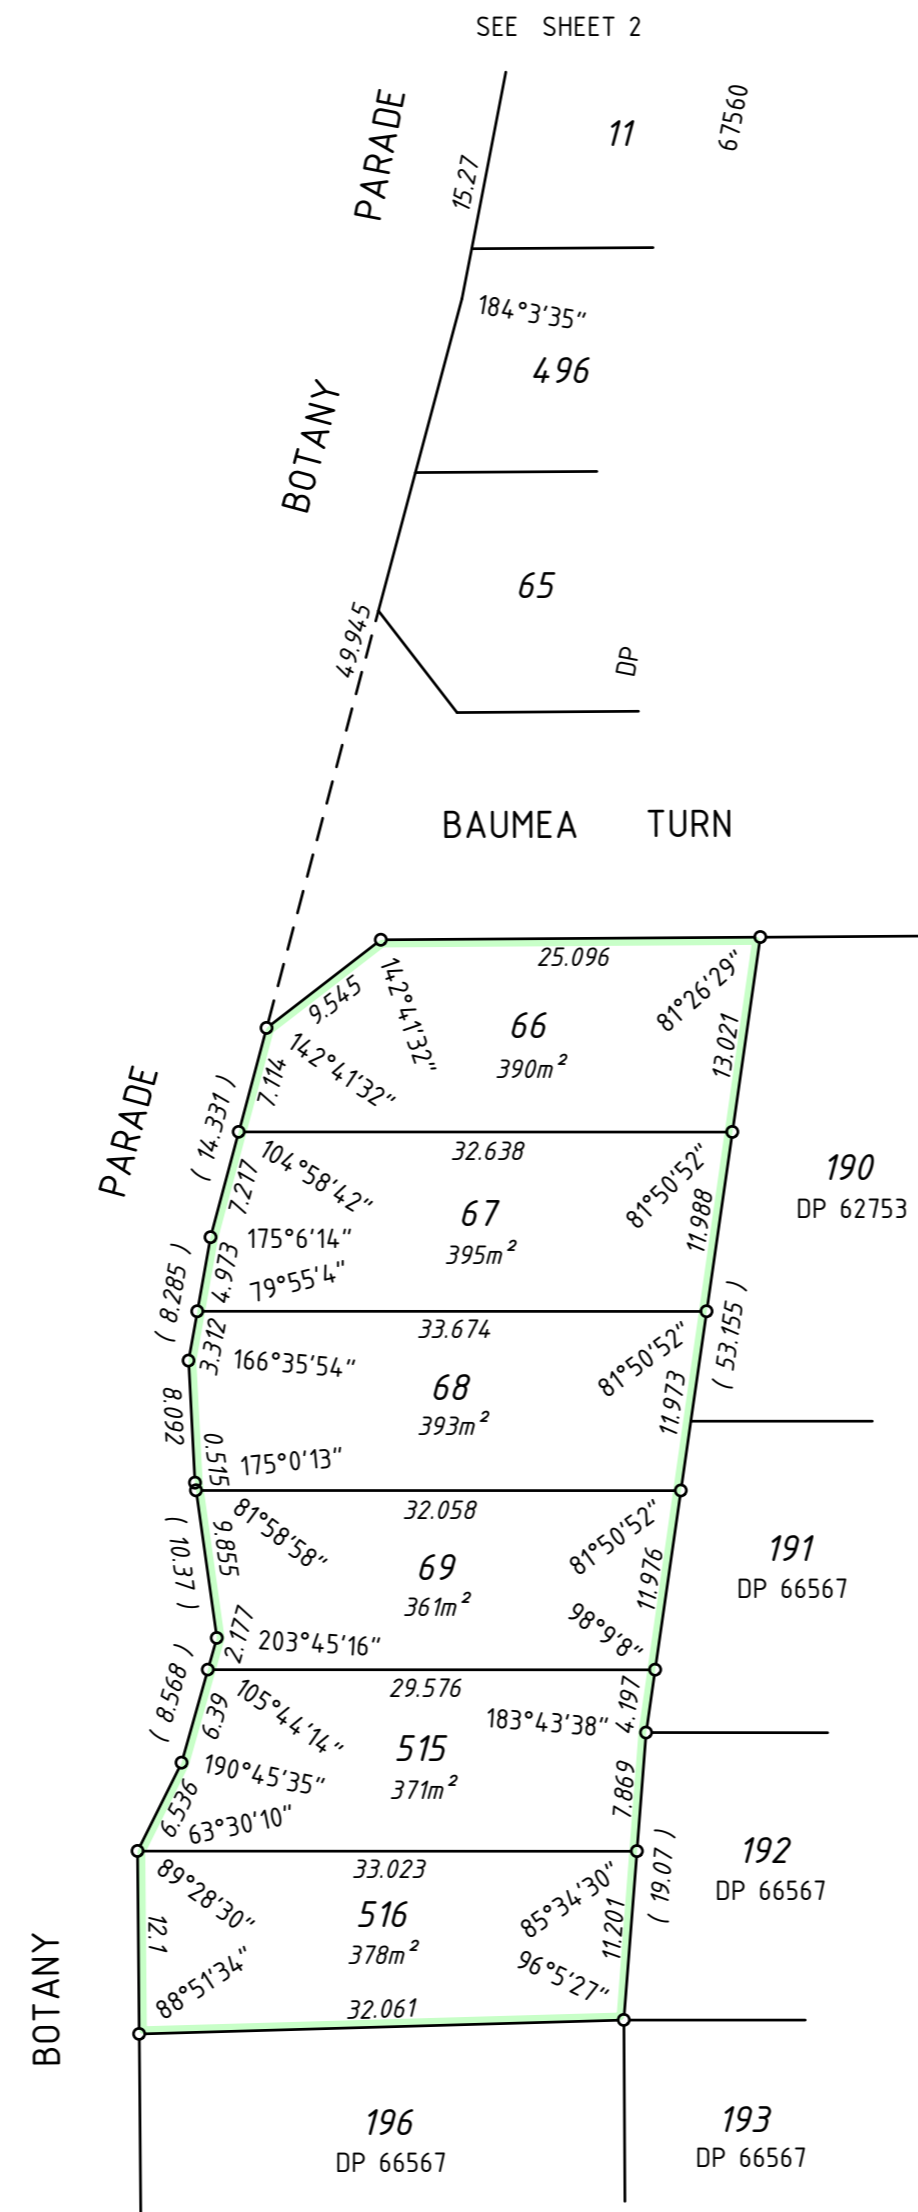 SEE SHEET 2
PARADE
11
67560
15.27
184°3'35"
496
BOTANY
65
49.945
DP
BAUMEA TURN
25.096
9.545
142°41'32"
81°26'29"
66
390m²
13.021
142°41'32"
7.114
PARADE
( 14.331 )
32.638
104°58'42"
81°50'52"
7.217
67
395m²
11.988
190
DP 62753
175°6'14"
79°55'4"
4.973
( 8.285 )
33.674
3.312
166°35'54"
81°50'52"
( 53.155 )
68
393m²
11.973
8.092
0.515
175°0'13"
32.058
81°58'58"
81°50'52"
9.855
( 10.37 )
69
361m²
11.976
191
DP 66567
98°9'8"
2.177
203°45'16"
29.576
( 8.568 )
6.39
105°44'14"
183°43'38"
4.197
515
371m²
190°45'35"
7.869
6.536
63°30'10"
33.023
89°28'30"
85°34'30"
( 19.07 )
192
DP 66567
516
378m²
12.1
11.201
88°51'34"
96°5'27"
32.061
BOTANY
196
DP 66567
193
DP 66567